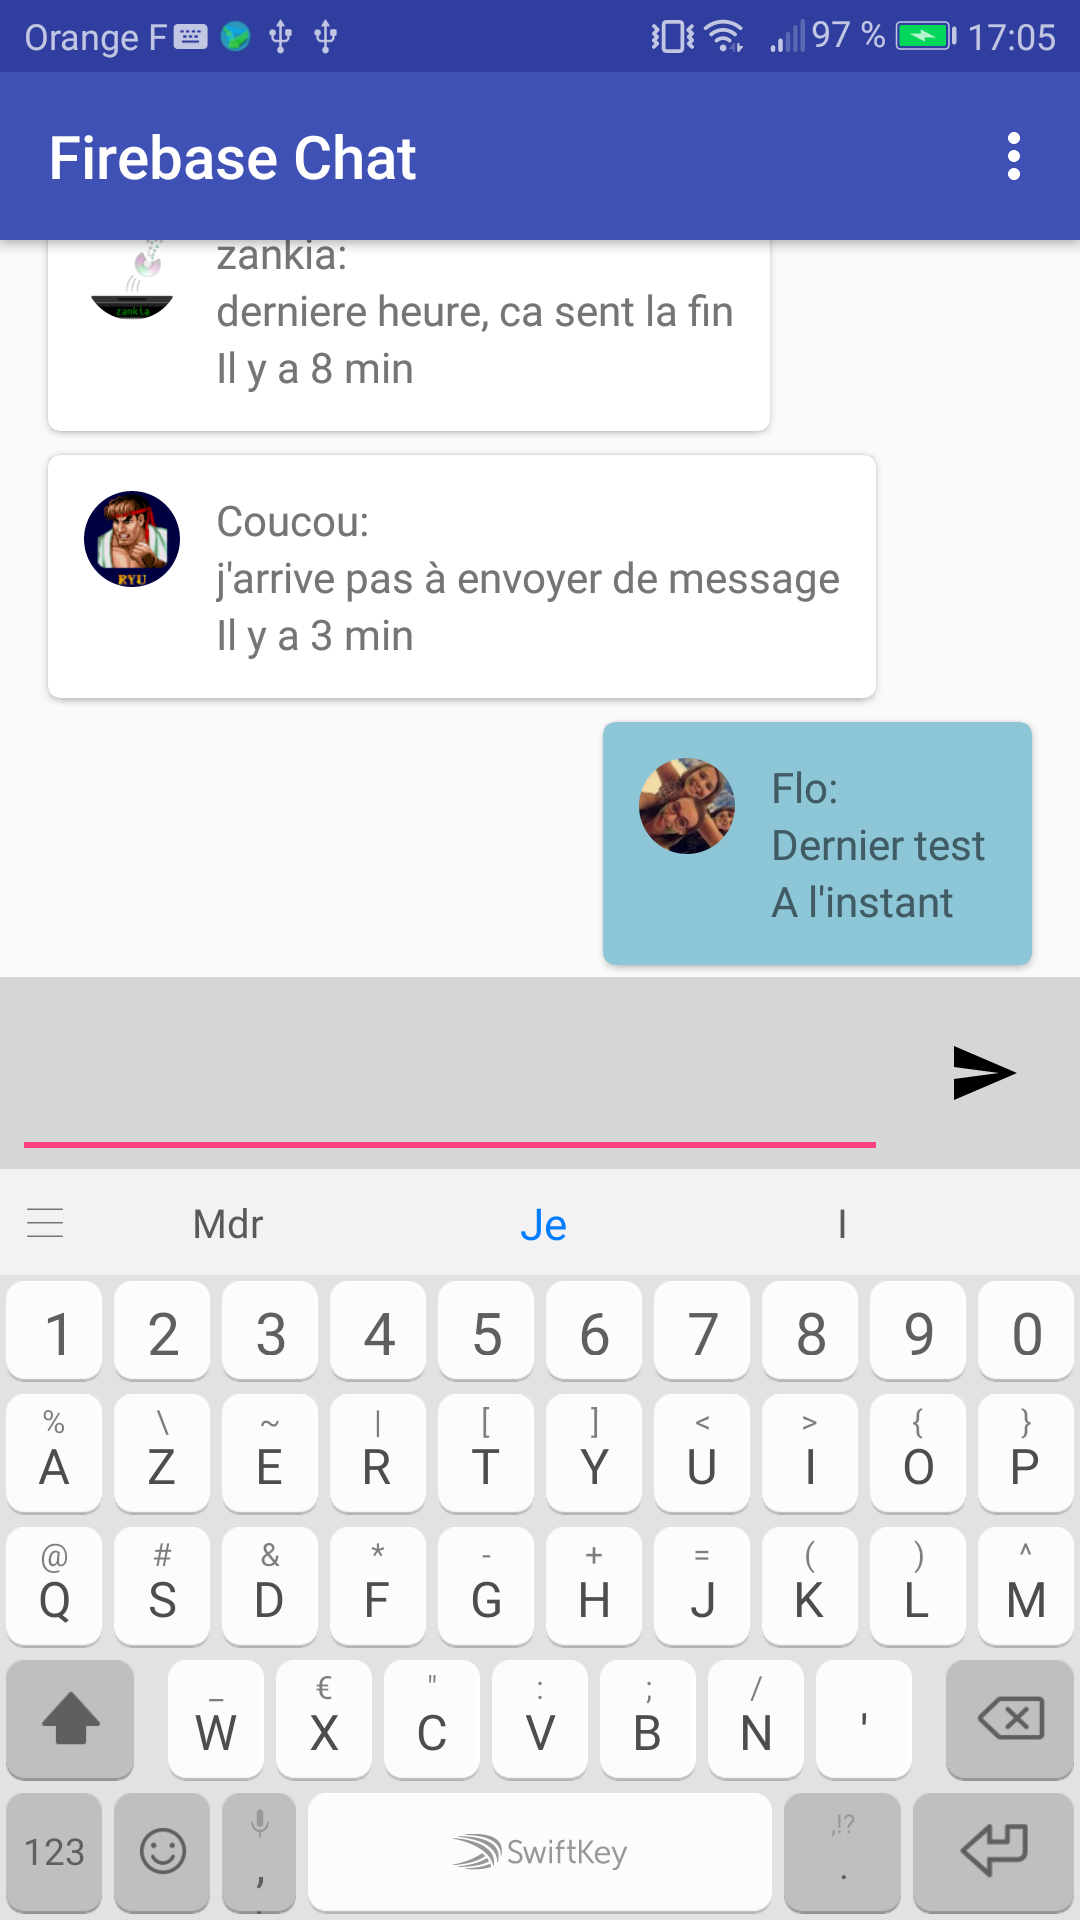 Orange F 97 % 17:05
Firebase Chat
zankia:
derniere heure, ca sent la fin
Il y a 8 min
zankia
Coucou:
j'arrive pas à envoyer de message
Il y a 3 min
RYU
Flo:
Dernier test
A l'instant
Mdr Je I
1 2 3 4 5 6 7 8 9 0
% \ ~ | [ ] < > { }
A Z E R T Y U I O P
@ # & * - + = ( ) ^
Q S D F G H J K L M
_ € " : ; /
W X C V B N '
,!?
123 , SwiftKey .